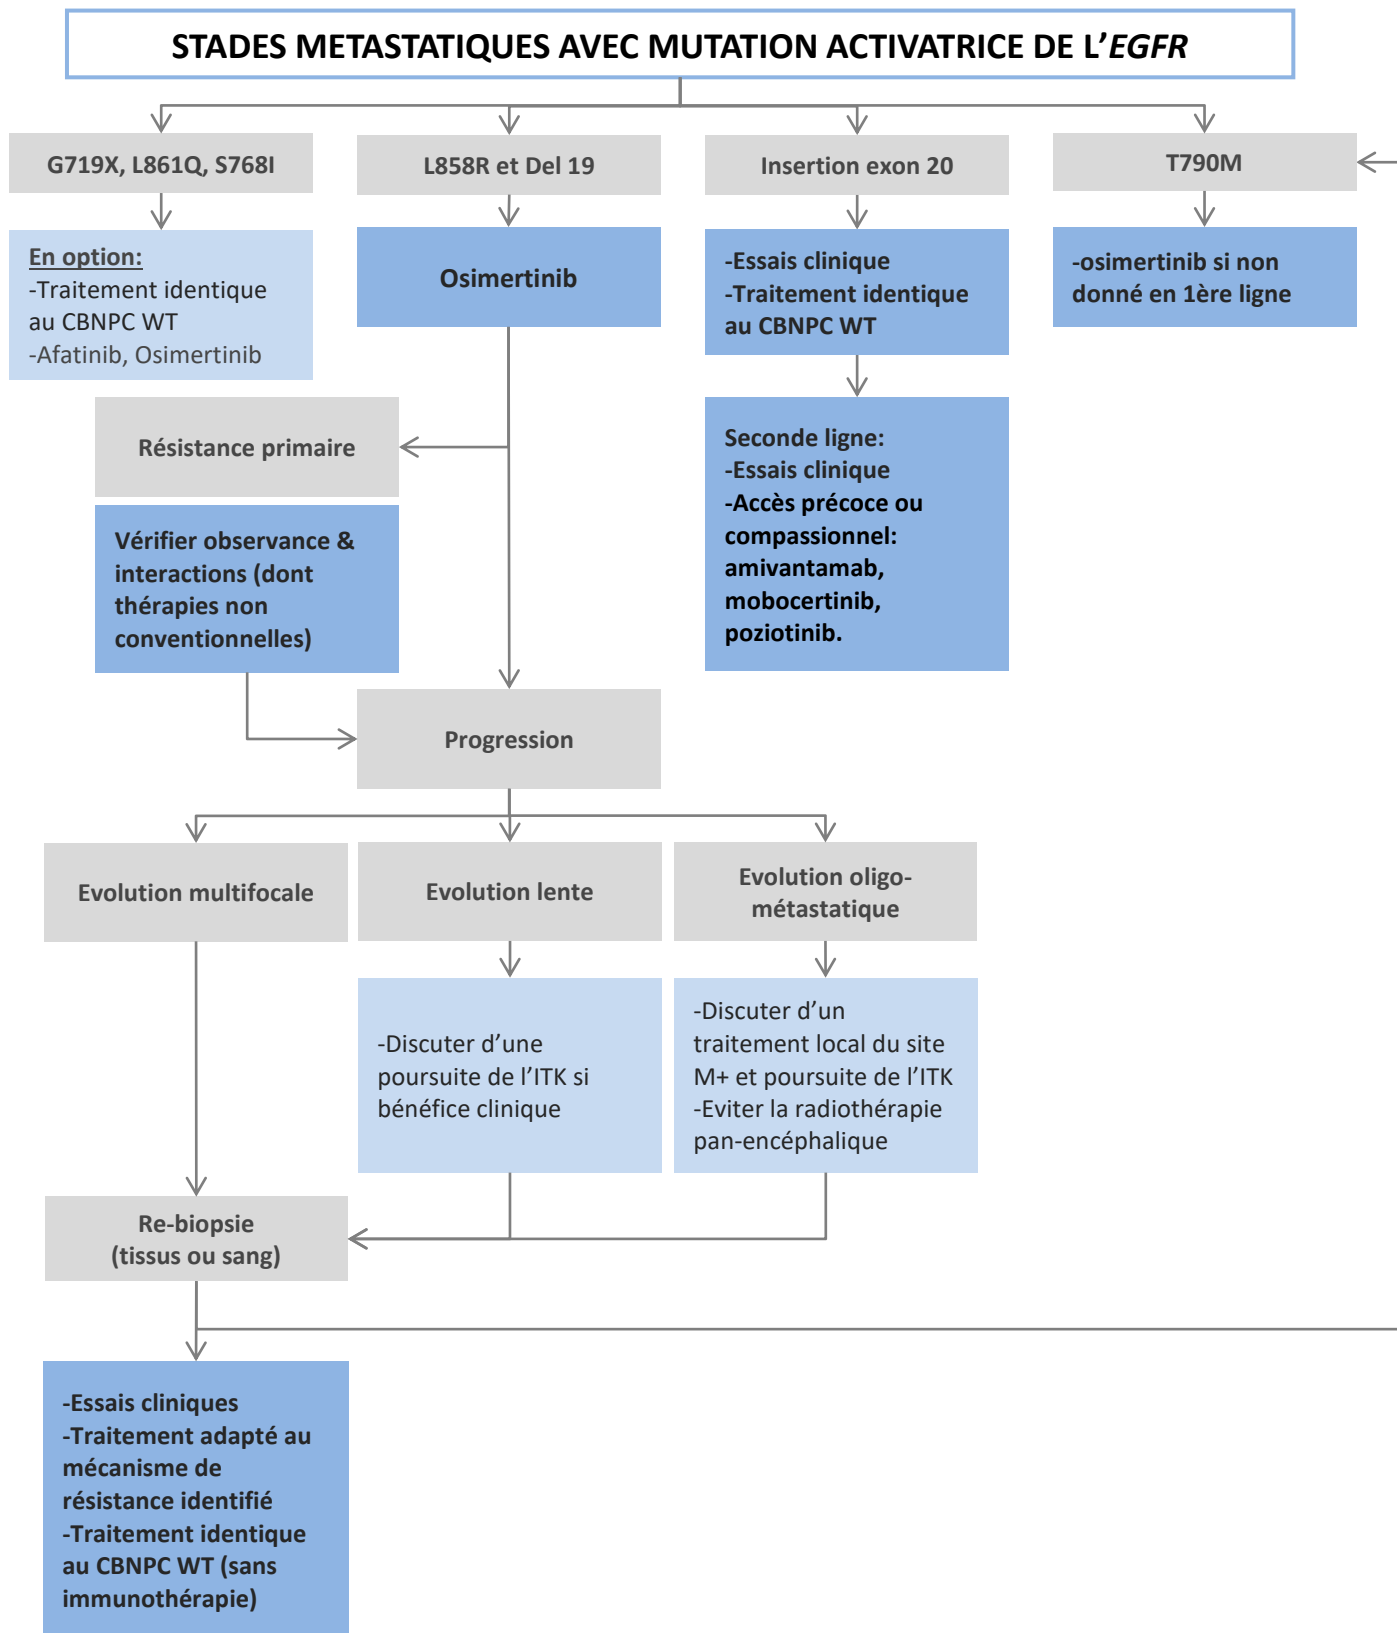 STADES METASTATIQUES AVEC MUTATION ACTIVATRICE DE L’EGFR
G719X, L861Q, S768I
L858R et Del 19
Insertion exon 20
T790M
En option:
-Traitement identique
au CBNPC WT
-Afatinib, Osimertinib
Osimertinib
-Essais clinique
-Traitement identique
au CBNPC WT
-osimertinib si non
donné en 1ère ligne
Résistance primaire
Vérifier observance &
interactions (dont
thérapies non
conventionnelles)
Seconde ligne:
-Essais clinique
-Accès précoce ou
compassionnel:
amivantamab,
mobocertinib,
poziotinib.
Progression
Evolution multifocale
Evolution lente
Evolution oligo-
métastatique
-Discuter d’une
poursuite de l’ITK si
bénéfice clinique
-Discuter d’un
traitement local du site
M+ et poursuite de l’ITK
-Eviter la radiothérapie
pan-encéphalique
Re-biopsie
(tissus ou sang)
-Essais cliniques
-Traitement adapté au
mécanisme de
résistance identifié
-Traitement identique
au CBNPC WT (sans
immunothérapie)